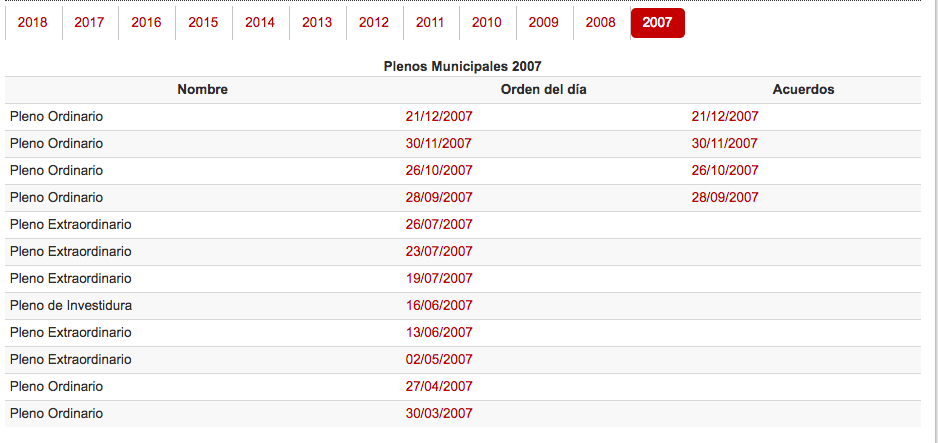 2018 2017 2016 2015 2014 2013 2012 2011 2010 2009 2008 2007
Plenos Municipales 2007
Nombre Orden del día Acuerdos
Pleno Ordinario 21/12/2007 21/12/2007
Pleno Ordinario 30/11/2007 30/11/2007
Pleno Ordinario 26/10/2007 26/10/2007
Pleno Ordinario 28/09/2007 28/09/2007
Pleno Extraordinario 26/07/2007
Pleno Extraordinario 23/07/2007
Pleno Extraordinario 19/07/2007
Pleno de Investidura 16/06/2007
Pleno Extraordinario 13/06/2007
Pleno Extraordinario 02/05/2007
Pleno Ordinario 27/04/2007
Pleno Ordinario 30/03/2007